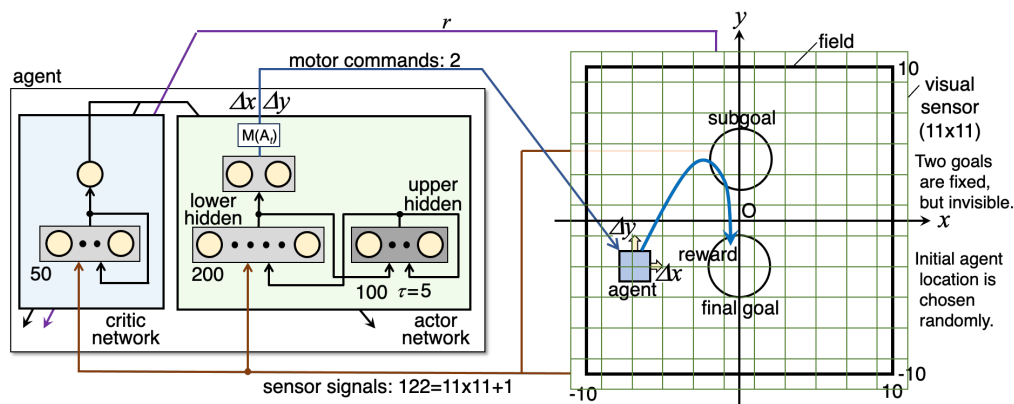 r
agent
motor commands: 2
Δx Δy
M(Aₜ)
lower
hidden
upper
hidden
50
200
100 τ=5
critic
network
actor
network
sensor signals: 122=11x11+1
y
field
10
visual
sensor
(11x11)
subgoal
Two goals
are fixed,
but invisible.
O
x
Δy
reward
Δx
agent
final goal
Initial agent
location is
chosen
randomly.
-10
-10
10